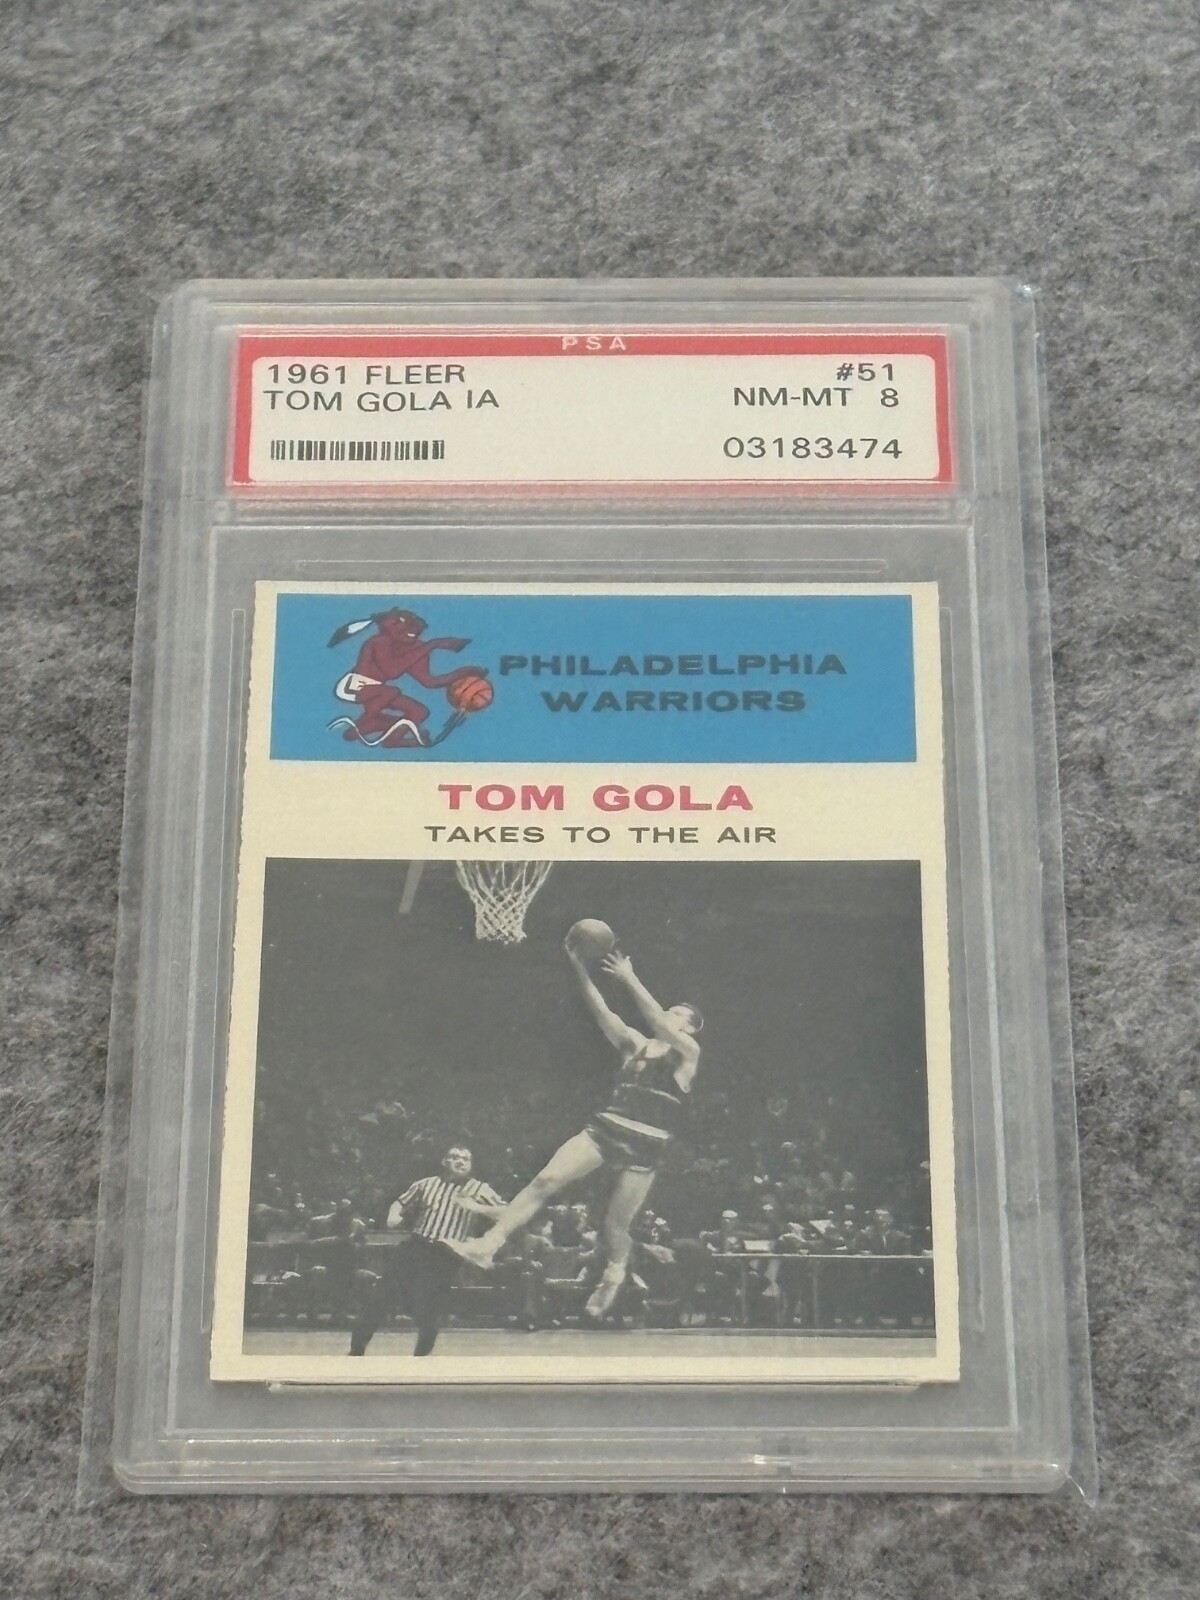 PSA
1961 FLEER #51
TOM GOLA IA NM-MT 8
03183474
PHILADELPHIA
WARRIORS
TOM GOLA
TAKES TO THE AIR